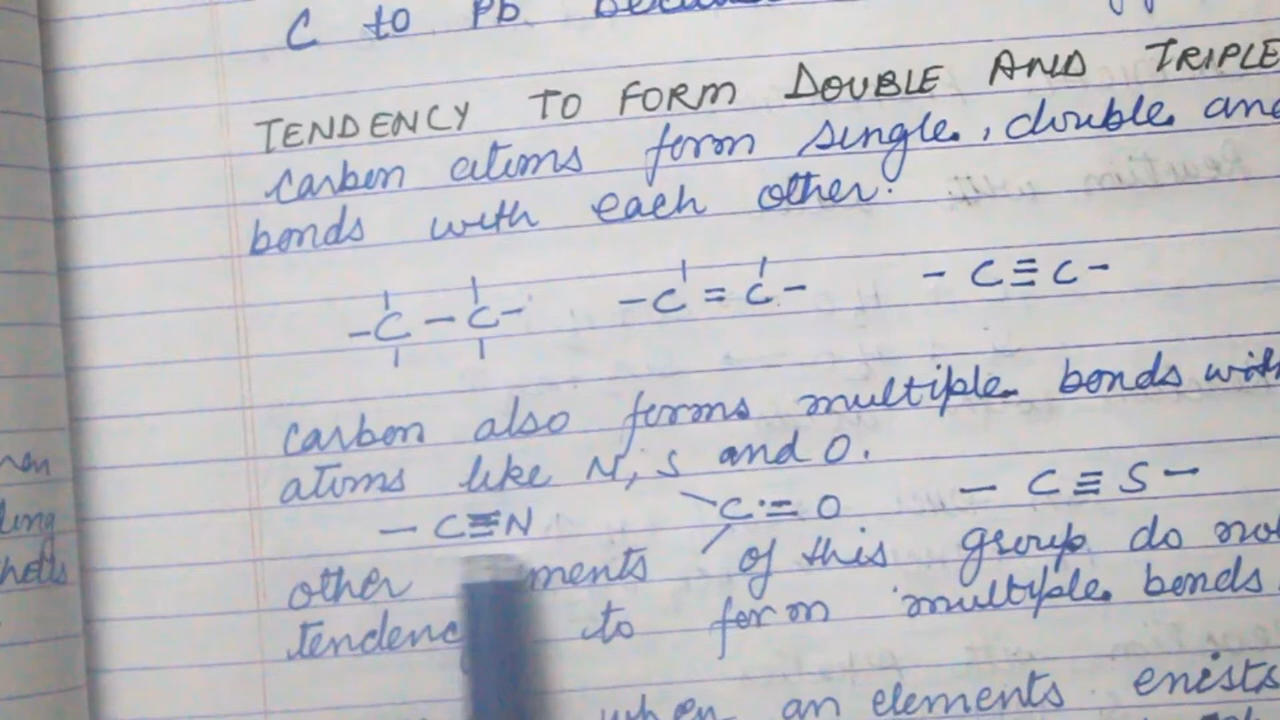 C to Pb
TENDENCY TO FORM DOUBLE AND TRIPLE
carbon atoms form single, double and
bonds with each other.
-C-C- -C=C- -C≡C-
carbon also forms multiple bonds with
atoms like N, S and O.
-C≡N C=O -C≡S-
other of this group do not
to form multiple bonds.
when an elements exists